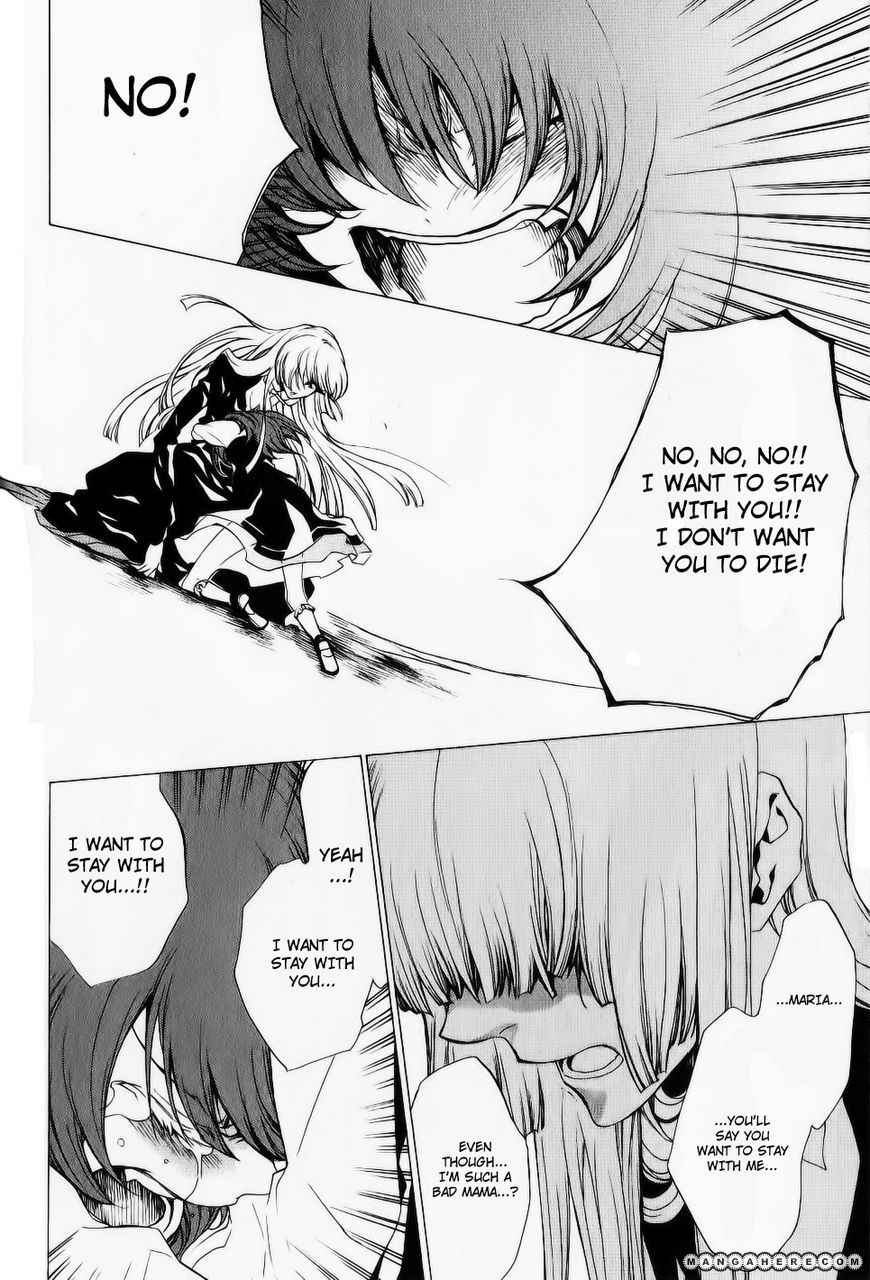 NO!
NO, NO, NO!!
I WANT TO STAY
WITH YOU!!
I DON'T WANT
YOU TO DIE!
...MARIA...
...YOU'LL
SAY YOU
WANT TO STAY
WITH ME...
EVEN
THOUGH...
I'M SUCH A
BAD MAMA...?
YEAH
...!
I WANT TO
STAY WITH
YOU...
I WANT TO
STAY WITH
YOU...!!
MANGAHERE.COM